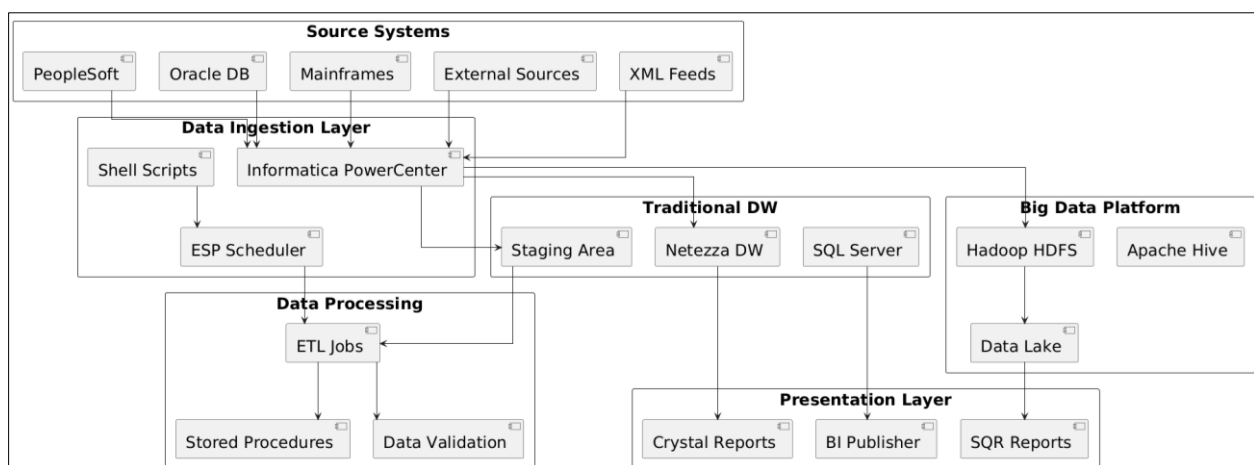 Source Systems
PeopleSoft
Oracle DB
Mainframes
External Sources
XML Feeds
Data Ingestion Layer
Shell Scripts
Informatica PowerCenter
ESP Scheduler
Traditional DW
Staging Area
Netezza DW
SQL Server
Big Data Platform
Hadoop HDFS
Apache Hive
Data Lake
Data Processing
ETL Jobs
Stored Procedures
Data Validation
Presentation Layer
Crystal Reports
BI Publisher
SQR Reports